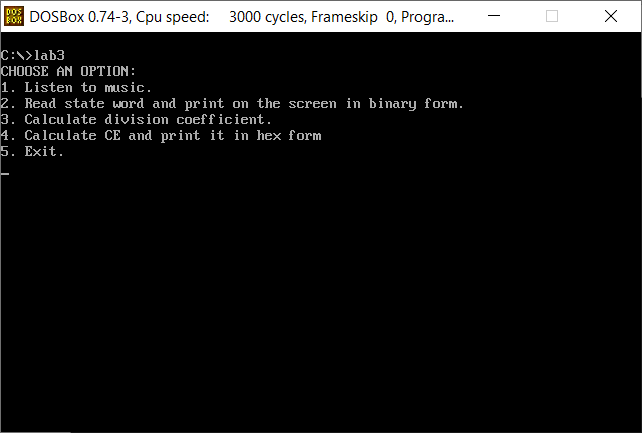 DOS
BOX
DOSBox 0.74-3, Cpu speed: 3000 cycles, Frameskip 0, Progra...
C:\>lab3
CHOOSE AN OPTION:
1. Listen to music.
2. Read state word and print on the screen in binary form.
3. Calculate division coefficient.
4. Calculate CE and print it in hex form
5. Exit.